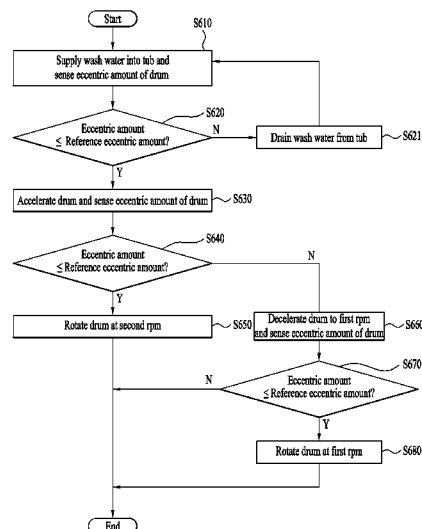 Start
S610
Supply wash water into tub and
sense eccentric amount of drum
S620
Eccentric amount
≤ Reference eccentric amount?
N
Drain wash water from tub
S621
Y
Accelerate drum and sense eccentric amount of drum
S630
S640
Eccentric amount
≤ Reference eccentric amount?
N
Y
Rotate drum at second rpm
S650
Decelerate drum to first rpm
and sense eccentric amount of drum
S660
S670
N
Eccentric amount
≤ Reference eccentric amount?
Y
Rotate drum at first rpm
S680
End